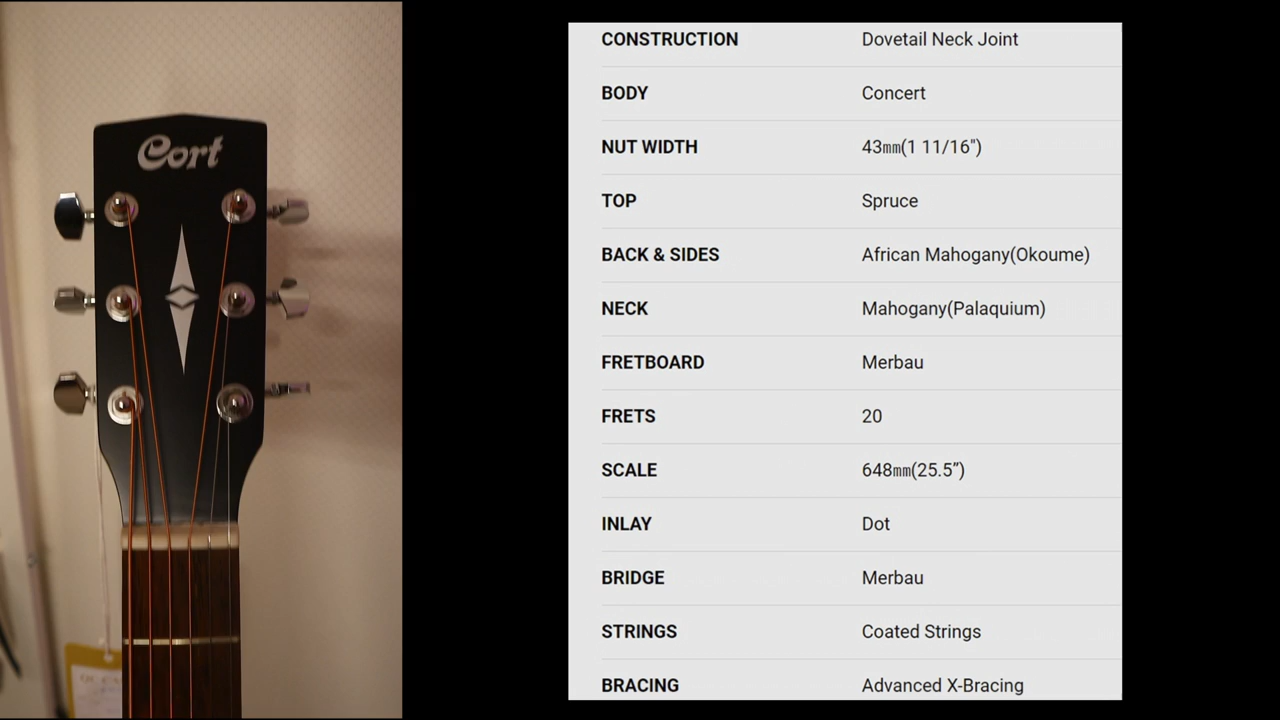 Cort
CONSTRUCTION Dovetail Neck Joint
BODY Concert
NUT WIDTH 43㎜(1 11/16")
TOP Spruce
BACK & SIDES African Mahogany(Okoume)
NECK Mahogany(Palaquium)
FRETBOARD Merbau
FRETS 20
SCALE 648㎜(25.5”)
INLAY Dot
BRIDGE Merbau
STRINGS Coated Strings
BRACING Advanced X-Bracing